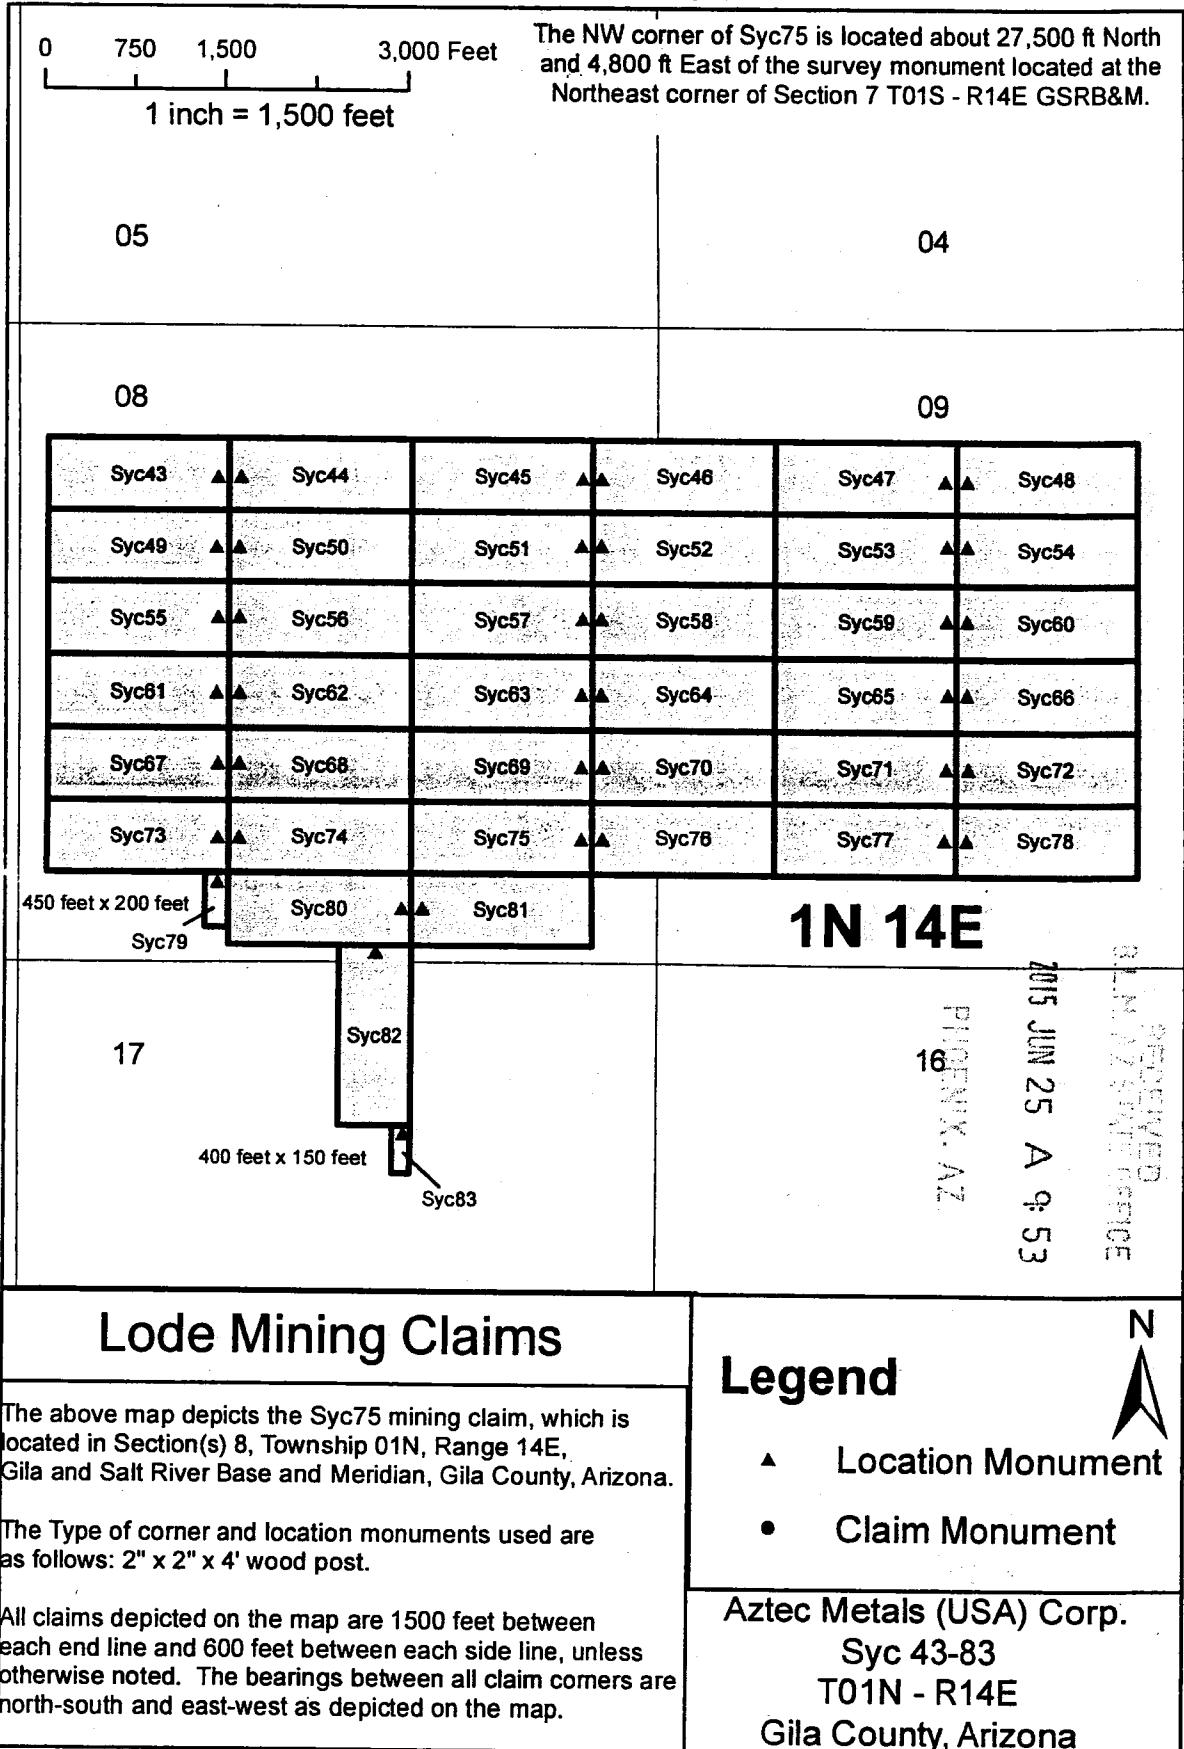 0 750 1,500 3,000 Feet
1 inch = 1,500 feet
The NW corner of Syc75 is located about 27,500 ft North
and 4,800 ft East of the survey monument located at the
Northeast corner of Section 7 T01S - R14E GSRB&M.
05 04
08 09
Syc43 Syc44 Syc45 Syc46 Syc47 Syc48
Syc49 Syc50 Syc51 Syc52 Syc53 Syc54
Syc55 Syc56 Syc57 Syc58 Syc59 Syc60
Syc61 Syc62 Syc63 Syc64 Syc65 Syc66
Syc67 Syc68 Syc69 Syc70 Syc71 Syc72
Syc73 Syc74 Syc75 Syc76 Syc77 Syc78
450 feet x 200 feet Syc80 Syc81
Syc79
1N 14E
Syc82
17 16
400 feet x 150 feet
Syc83
RECEIVED
BLM AZ STATE OFFICE
2015 JUN 25 A 9:53
PHOENIX, AZ
Lode Mining Claims
The above map depicts the Syc75 mining claim, which is
located in Section(s) 8, Township 01N, Range 14E,
Gila and Salt River Base and Meridian, Gila County, Arizona.
The Type of corner and location monuments used are
as follows: 2" x 2" x 4' wood post.
All claims depicted on the map are 1500 feet between
each end line and 600 feet between each side line, unless
otherwise noted. The bearings between all claim corners are
north-south and east-west as depicted on the map.
N
Legend
Location Monument
Claim Monument
Aztec Metals (USA) Corp.
Syc 43-83
T01N - R14E
Gila County, Arizona